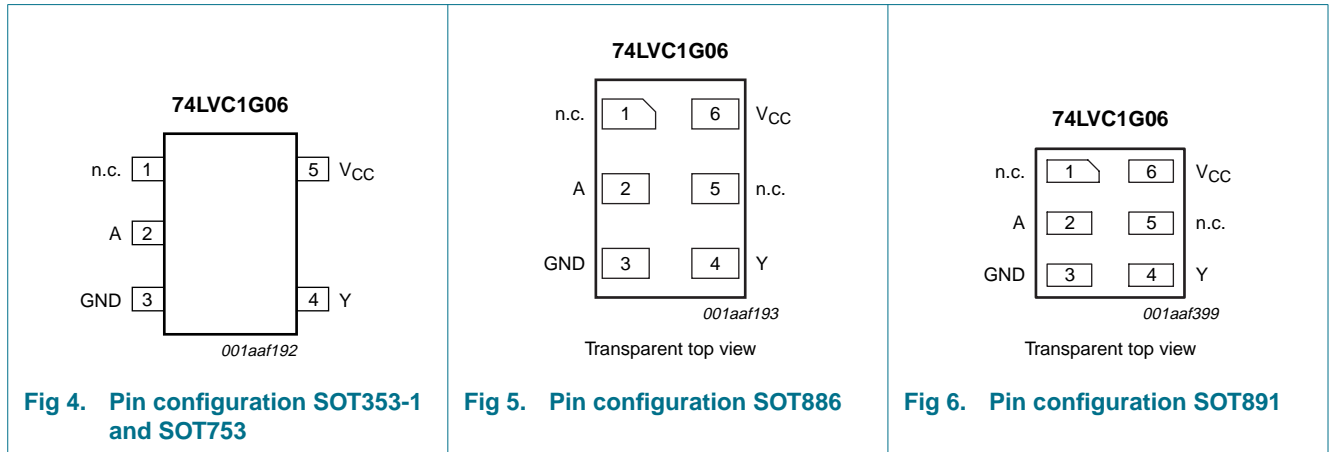 74LVC1G06
n.c. 1
5 VCC
A 2
GND 3
4 Y
001aaf192
Fig 4. Pin configuration SOT353-1
and SOT753
74LVC1G06
n.c. 1
6 VCC
A 2
5 n.c.
GND 3
4 Y
001aaf193
Transparent top view
Fig 5. Pin configuration SOT886
74LVC1G06
n.c. 1
6 VCC
A 2
5 n.c.
GND 3
4 Y
001aaf399
Transparent top view
Fig 6. Pin configuration SOT891